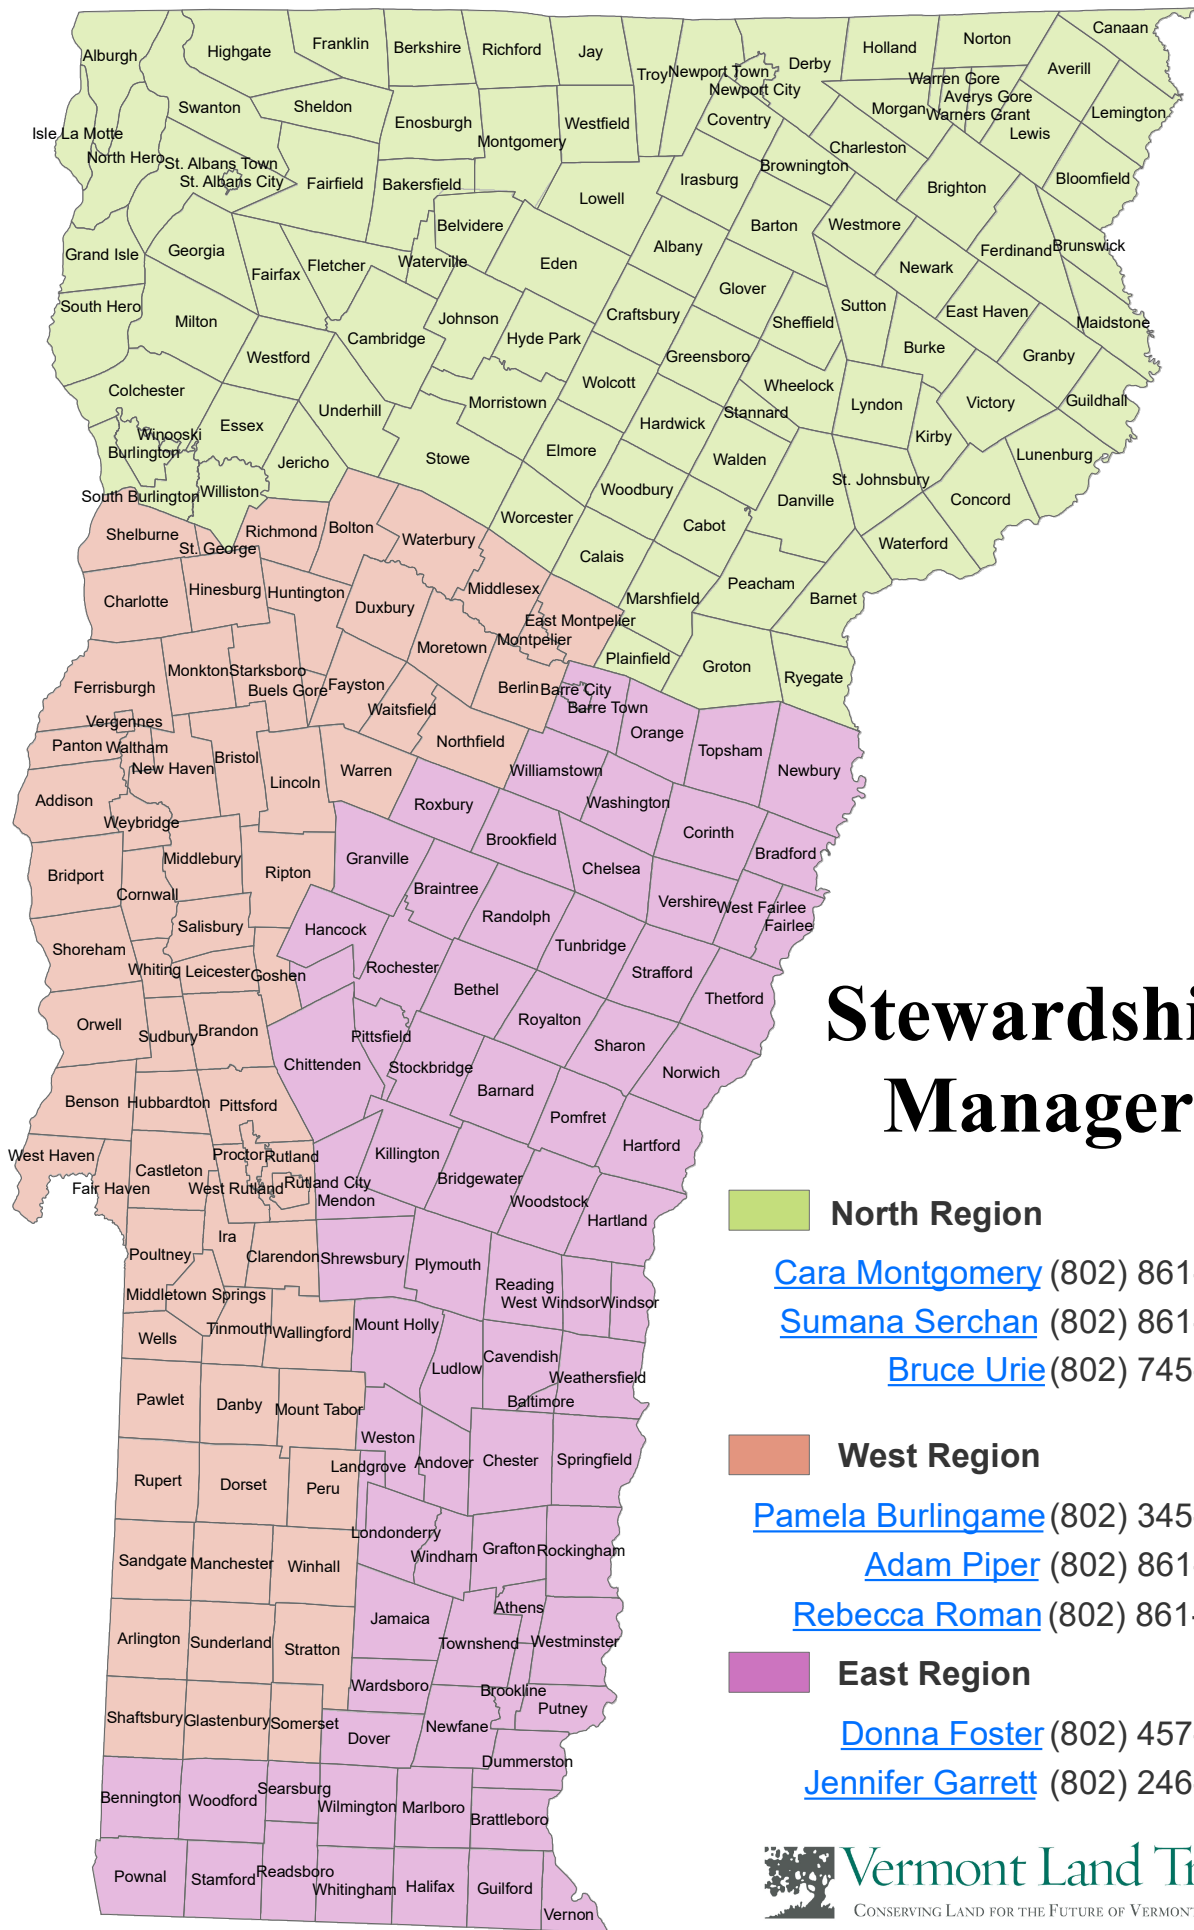 Canaan
Alburgh Highgate Franklin Berkshire Richford Jay Holland Norton
Troy Newport Town Derby Averill
Newport City Warren Gore
Swanton Sheldon Averys Gore
Morgan Warners Grant Lemington
Isle La Motte Enosburgh Westfield Coventry Lewis
Montgomery
North Hero St. Albans Town Charleston
St. Albans City Fairfield Bakersfield Irasburg Brownington Brighton Bloomfield
Lowell
Belvidere Barton Westmore
Grand Isle Georgia Fletcher Waterville Albany Ferdinand Brunswick
Fairfax Eden Newark
South Hero Milton Johnson Craftsbury Glover Sutton East Haven
Sheffield Maidstone
Cambridge Hyde Park
Westford Greensboro Burke Granby
Colchester Wolcott Wheelock
Underhill Morristown Stannard Lyndon Victory Guildhall
Winooski Essex Hardwick Kirby
Burlington Jericho Stowe Elmore Walden Lunenburg
South Burlington Williston Woodbury Danville St. Johnsbury Concord
Shelburne Richmond Bolton Worcester Cabot
St. George Waterbury Calais Waterford
Charlotte Hinesburg Huntington Middlesex Peacham
Duxbury Marshfield Barnet
East Montpelier
Moretown Montpelier
Monkton Starksboro Plainfield Groton Ryegate
Ferrisburgh Buels Gore Fayston Berlin Barre City
Waitsfield Barre Town
Vergennes
Panton Waltham Northfield Orange Topsham
New Haven Bristol Lincoln Warren Williamstown Newbury
Addison Roxbury Washington
Weybridge Brookfield Corinth
Middlebury Granville Bradford
Bridport Ripton Chelsea
Cornwall Braintree Vershire West Fairlee
Salisbury Hancock Randolph Fairlee
Shoreham Tunbridge
Whiting Leicester Goshen Rochester Strafford
Bethel Thetford
Orwell Sudbury Brandon Pittsfield Royalton
Chittenden Stockbridge Sharon Norwich
Benson Hubbardton Pittsford Barnard Pomfret
West Haven Castleton Proctor Rutland Killington Hartford
Fair Haven West Rutland Rutland City Bridgewater
Mendon Woodstock
Ira Hartland
Poultney Clarendon Shrewsbury Plymouth
Middletown Springs Reading
West Windsor Windsor
Wells Tinmouth Wallingford Mount Holly
Ludlow Cavendish
Weathersfield
Pawlet Danby Mount Tabor Baltimore
Weston
Rupert Dorset Peru Landgrove Andover Chester Springfield
Londonderry
Sandgate Manchester Winhall Windham Grafton Rockingham
Athens
Arlington Sunderland Stratton Jamaica Townshend Westminster
Wardsboro Brookline
Shaftsbury Glastenbury Somerset Newfane Putney
Dover
Dummerston
Bennington Woodford Searsburg Wilmington Marlboro Brattleboro
Pownal Stamford Readsboro Whitingham Halifax Guilford
Vernon
Stewardshi
Manager
North Region
Cara Montgomery (802) 861
Sumana Serchan (802) 861
Bruce Urie (802) 745
West Region
Pamela Burlingame (802) 345
Adam Piper (802) 861
Rebecca Roman (802) 861-
East Region
Donna Foster (802) 457
Jennifer Garrett (802) 246
Vermont Land Tr
CONSERVING LAND FOR THE FUTURE OF VERMONT